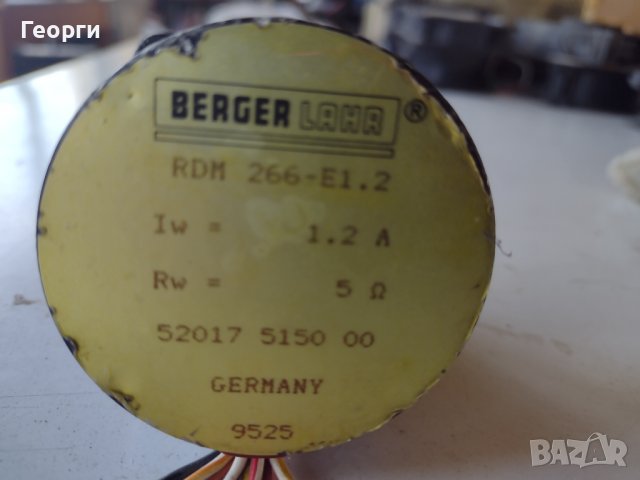 Георги
BERGER LAHR ®
RDM 266-E1.2
Iw = 1.2 A
Rw = 5 Ω
52017 5150 00
GERMANY
9525
BAZAR